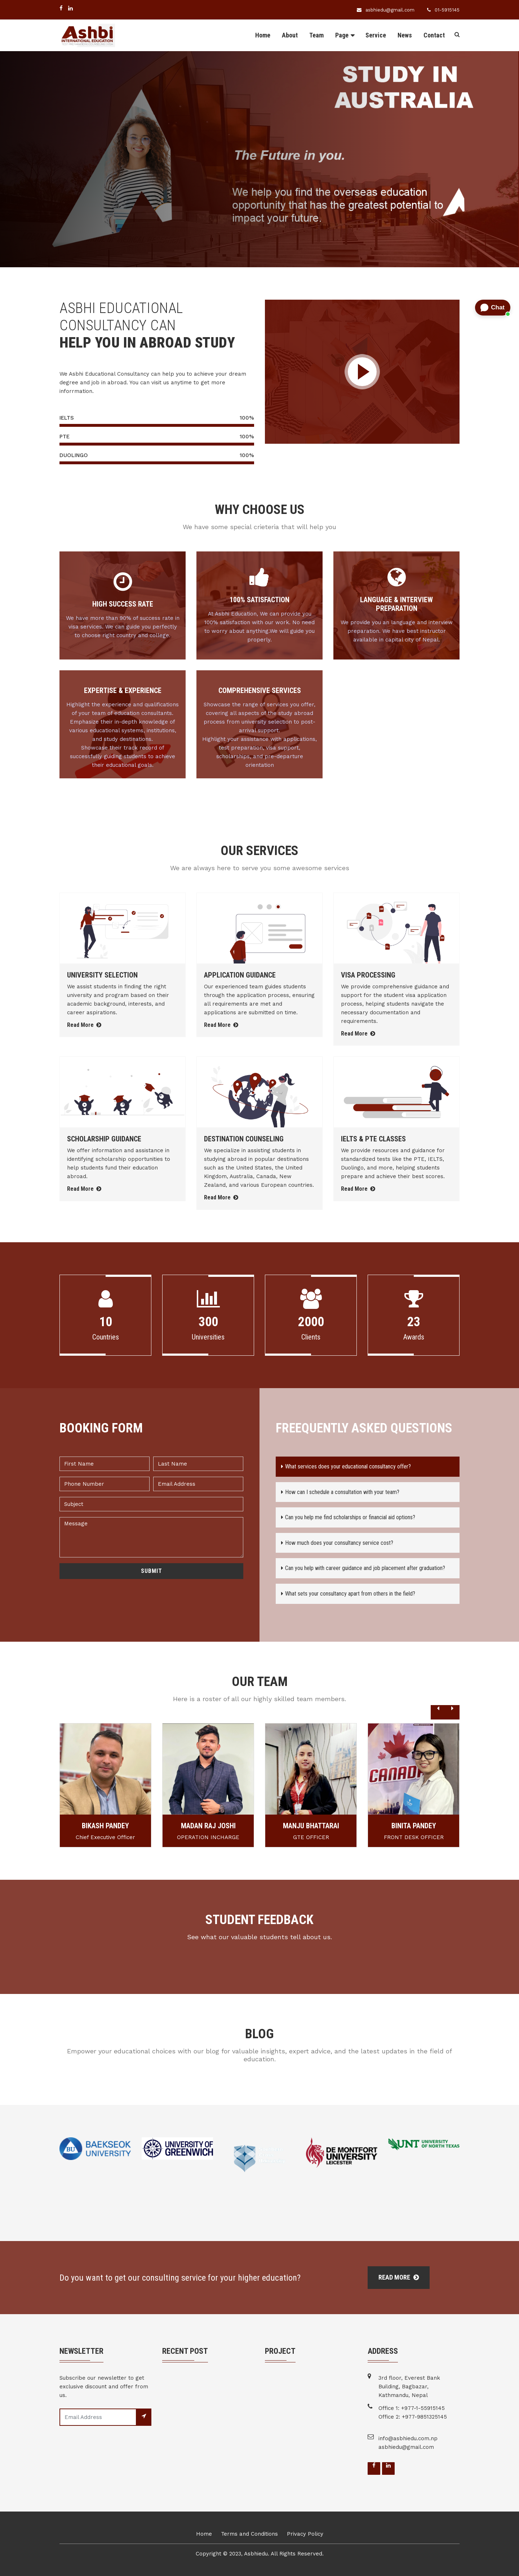 asbhiedu@gmail.com
01-5915145
Ashbi
INTERNATIONAL EDUCATION
Home About Team Page Service News Contact
STUDY IN
AUSTRALIA
The Future in you.
We help you find the overseas education
opportunity that has the greatest potential to
impact your future.
Chat
ASBHI EDUCATIONAL
CONSULTANCY CAN
HELP YOU IN ABROAD STUDY
We Asbhi Educational Consultancy can help you to achieve your dream
degree and job in abroad. You can visit us anytime to get more
inforrmation.
IELTS 100%
PTE 100%
DUOLINGO 100%
WHY CHOOSE US
We have some special crieteria that will help you
HIGH SUCCESS RATE
We have more than 90% of success rate in
visa services. We can guide you perfectly
to choose right country and college.
100% SATISFACTION
At Asbhi Education, We can provide you
100% satisfaction with our work. No need
to worry about anything.We will guide you
properly.
LANGUAGE & INTERVIEW
PREPARATION
We provide you an language and interview
preparation. We have best instructor
available in capital city of Nepal.
EXPERTISE & EXPERIENCE
Highlight the experience and qualifications
of your team of education consultants.
Emphasize their in-depth knowledge of
various educational systems, institutions,
and study destinations.
Showcase their track record of
successfully guiding students to achieve
their educational goals.
COMPREHENSIVE SERVICES
Showcase the range of services you offer,
covering all aspects of the study abroad
process from university selection to post-
arrival support.
Highlight your assistance with applications,
test preparation, visa support,
scholarships, and pre-departure
orientation
OUR SERVICES
We are always here to serve you some awesome services
UNIVERSITY SELECTION
We assist students in finding the right
university and program based on their
academic background, interests, and
career aspirations.
Read More
APPLICATION GUIDANCE
Our experienced team guides students
through the application process, ensuring
all requirements are met and
applications are submitted on time.
Read More
VISA PROCESSING
We provide comprehensive guidance and
support for the student visa application
process, helping students navigate the
necessary documentation and
requirements.
Read More
SCHOLARSHIP GUIDANCE
We offer information and assistance in
identifying scholarship opportunities to
help students fund their education
abroad.
Read More
DESTINATION COUNSELING
We specialize in assisting students in
studying abroad in popular destinations
such as the United States, the United
Kingdom, Australia, Canada, New
Zealand, and various European countries.
Read More
IELTS & PTE CLASSES
We provide resources and guidance for
standardized tests like the PTE, IELTS,
Duolingo, and more, helping students
prepare and achieve their best scores.
Read More
10
Countries
300
Universities
2000
Clients
23
Awards
BOOKING FORM
First Name
Last Name
Phone Number
Email Address
Subject
Message
SUBMIT
FREEQUENTLY ASKED QUESTIONS
What services does your educational consultancy offer?
How can I schedule a consultation with your team?
Can you help me find scholarships or financial aid options?
How much does your consultancy service cost?
Can you help with career guidance and job placement after graduation?
What sets your consultancy apart from others in the field?
OUR TEAM
Here is a roster of all our highly skilled team members.
CANADA
BIKASH PANDEY
Chief Executive Officer
MADAN RAJ JOSHI
OPERATION INCHARGE
MANJU BHATTARAI
GTE OFFICER
BINITA PANDEY
FRONT DESK OFFICER
STUDENT FEEDBACK
See what our valuable students tell about us.
BLOG
Empower your educational choices with our blog for valuable insights, expert advice, and the latest updates in the field of
education.
BU
BAEKSEOK
UNIVERSITY
UNIVERSITY of
GREENWICH
DE MONTFORT
UNIVERSITY
LEICESTER
UNT UNIVERSITY
OF NORTH TEXAS
Do you want to get our consulting service for your higher education?
READ MORE
NEWSLETTER
Subscribe our newsletter to get
exclusive discount and offer from
us.
Email Address
RECENT POST
PROJECT
ADDRESS
3rd floor, Everest Bank
Building, Bagbazar,
Kathmandu, Nepal
Office 1: +977-1-55915145
Office 2: +977-9851325145
info@asbhiedu.com.np
asbhiedu@gmail.com
Home Terms and Conditions Privacy Policy
Copyright © 2023, Asbhiedu. All Rights Reserved.